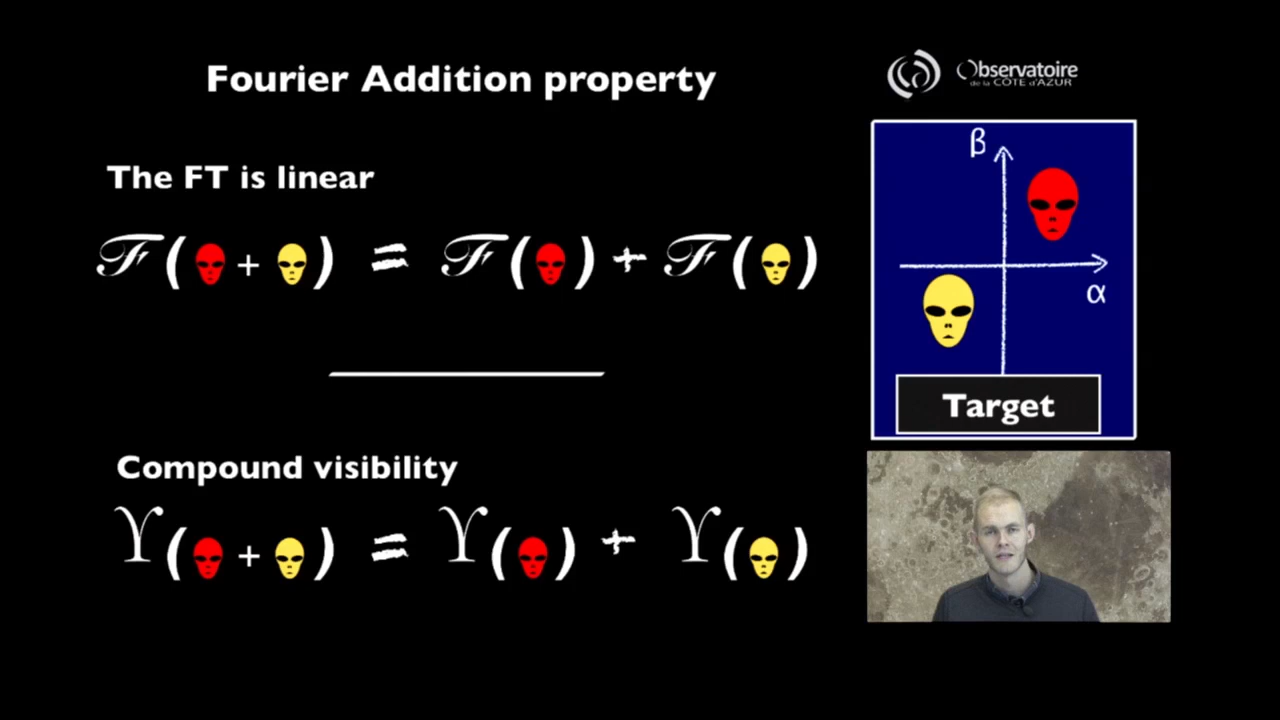 Fourier Addition property
Observatoire
de la CÔTE d'AZUR
The FT is linear
ℱ( + ) = ℱ( ) + ℱ( )
β
α
Target
Compound visibility
ϒ( + ) = ϒ( ) + ϒ( )